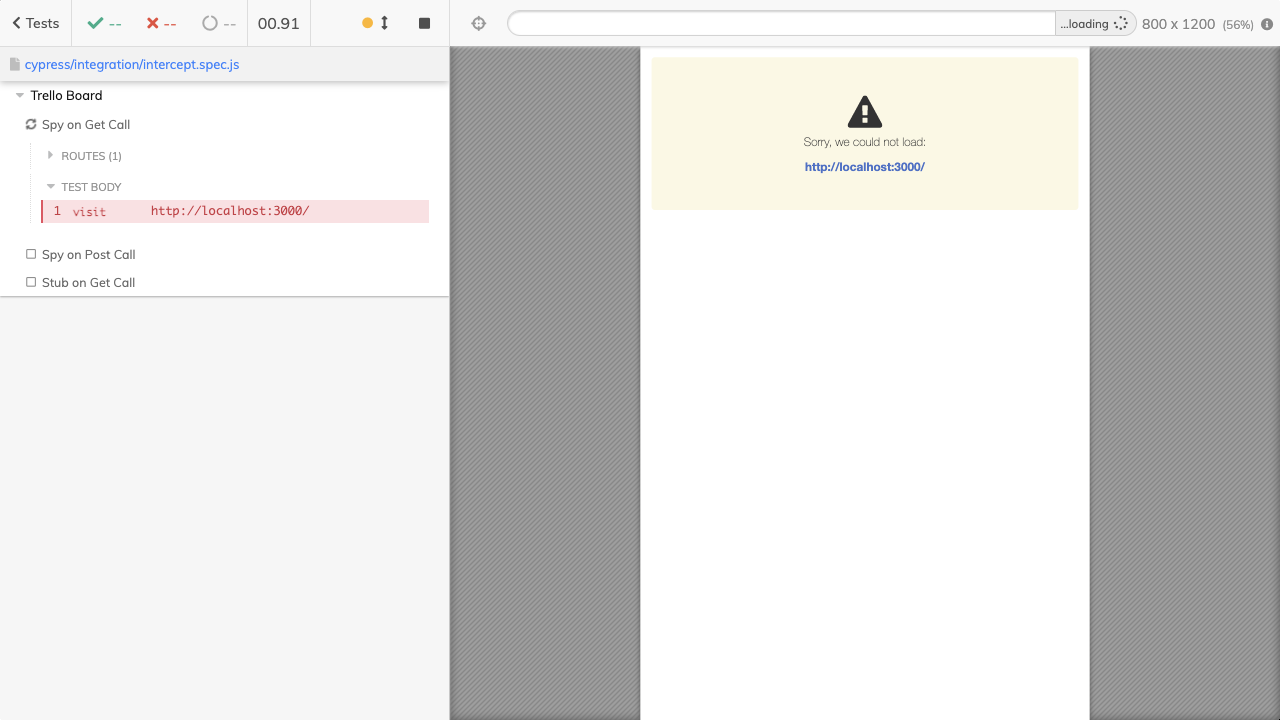 Tests -- -- -- 00.91
...loading 800 x 1200 (56%)
cypress/integration/intercept.spec.js
Trello Board
Spy on Get Call
ROUTES (1)
TEST BODY
1 visit http://localhost:3000/
Spy on Post Call
Stub on Get Call
Sorry, we could not load:
http://localhost:3000/